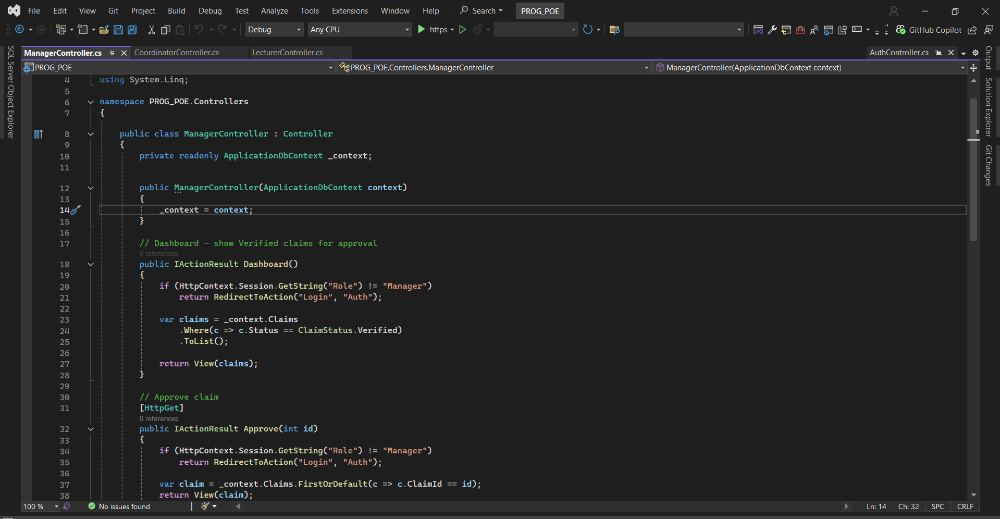 File Edit View Git Project Build Debug Test Analyze Tools Extensions Window Help Search PROG_POE
Debug Any CPU https GitHub Copilot
ManagerController.cs CoordinatorController.cs LecturerController.cs AuthController.cs
PROG_POE PROG_POE.Controllers.ManagerController ManagerController(ApplicationDbContext context)
SQL Server Object Explorer
Output
Solution Explorer
Git Changes
4 using System.Linq;
5
6 namespace PROG_POE.Controllers
7 {
8 public class ManagerController : Controller
9 {
10 private readonly ApplicationDbContext _context;
11
12 public ManagerController(ApplicationDbContext context)
13 {
14 _context = context;
15 }
16
17 // Dashboard - show Verified claims for approval
0 references
18 public IActionResult Dashboard()
19 {
20 if (HttpContext.Session.GetString("Role") != "Manager")
21 return RedirectToAction("Login", "Auth");
22
23 var claims = _context.Claims
24 .Where(c => c.Status == ClaimStatus.Verified)
25 .ToList();
26
27 return View(claims);
28 }
29
30 // Approve claim
31 [HttpGet]
0 references
32 public IActionResult Approve(int id)
33 {
34 if (HttpContext.Session.GetString("Role") != "Manager")
35 return RedirectToAction("Login", "Auth");
36
37 var claim = _context.Claims.FirstOrDefault(c => c.ClaimId == id);
38 return View(claim);
100 % No issues found Ln: 14 Ch: 32 SPC CRLF